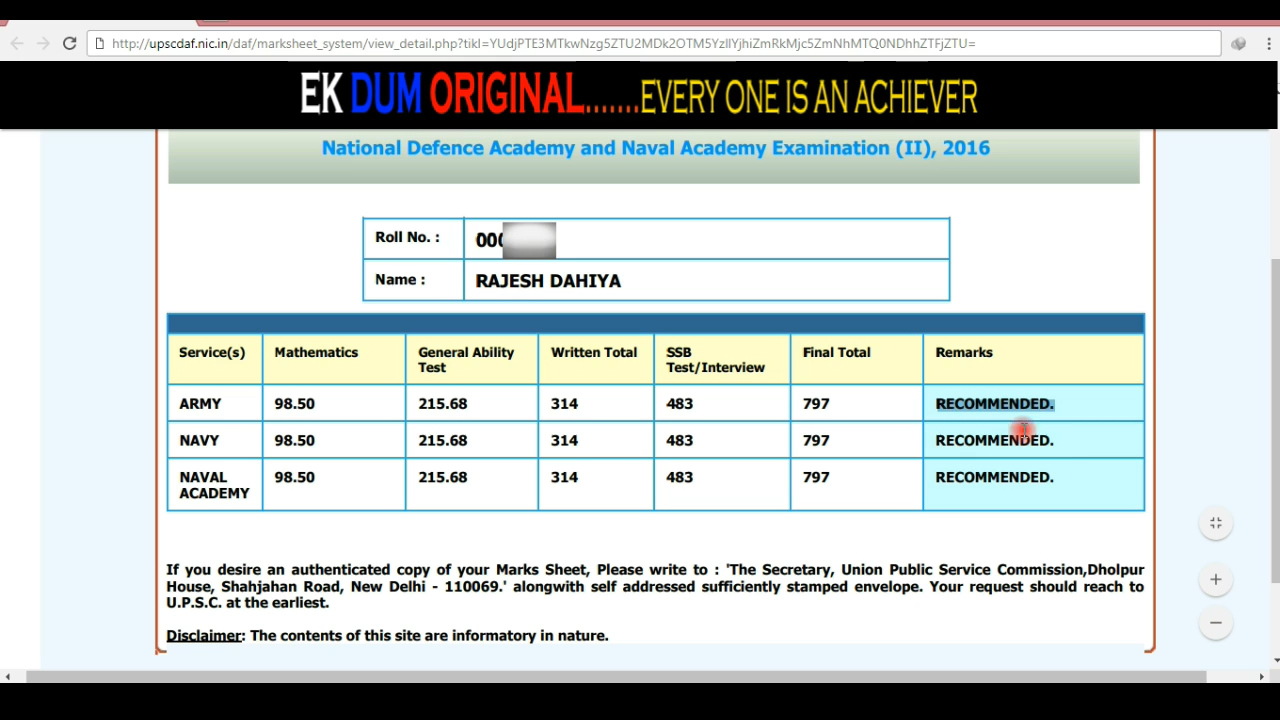 http://upscdaf.nic.in/daf/marksheet_system/view_detail.php?tikl=YUdjPTE3MTkwNzg5ZTU2MDk2OTM5YzllYjhiZmRkMjc5ZmNhMTQ0NDhhZTFjZTU=
EK DUM ORIGINAL.......EVERY ONE IS AN ACHIEVER
National Defence Academy and Naval Academy Examination (II), 2016
Roll No. : 000
Name : RAJESH DAHIYA
Service(s) Mathematics General Ability Test Written Total SSB Test/Interview Final Total Remarks
ARMY 98.50 215.68 314 483 797 RECOMMENDED.
NAVY 98.50 215.68 314 483 797 RECOMMENDED.
NAVAL ACADEMY 98.50 215.68 314 483 797 RECOMMENDED.
If you desire an authenticated copy of your Marks Sheet, Please write to : 'The Secretary, Union Public Service Commission,Dholpur
House, Shahjahan Road, New Delhi - 110069.' alongwith self addressed sufficiently stamped envelope. Your request should reach to
U.P.S.C. at the earliest.
Disclaimer: The contents of this site are informatory in nature.